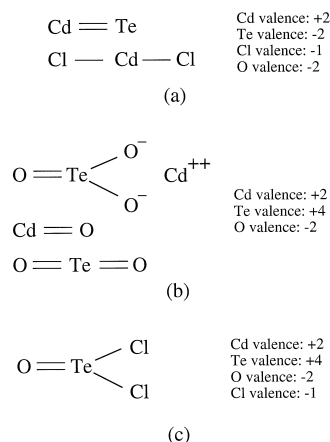 Cd = Te
Cl — Cd — Cl
Cd valence: +2
Te valence: -2
Cl valence: -1
O valence: -2
(a)
O⁻
O = Te
O⁻
Cd⁺⁺
Cd = O
O = Te = O
Cd valence: +2
Te valence: +4
O valence: -2
(b)
Cl
O = Te
Cl
Cd valence: +2
Te valence: +4
O valence: -2
Cl valence: -1
(c)